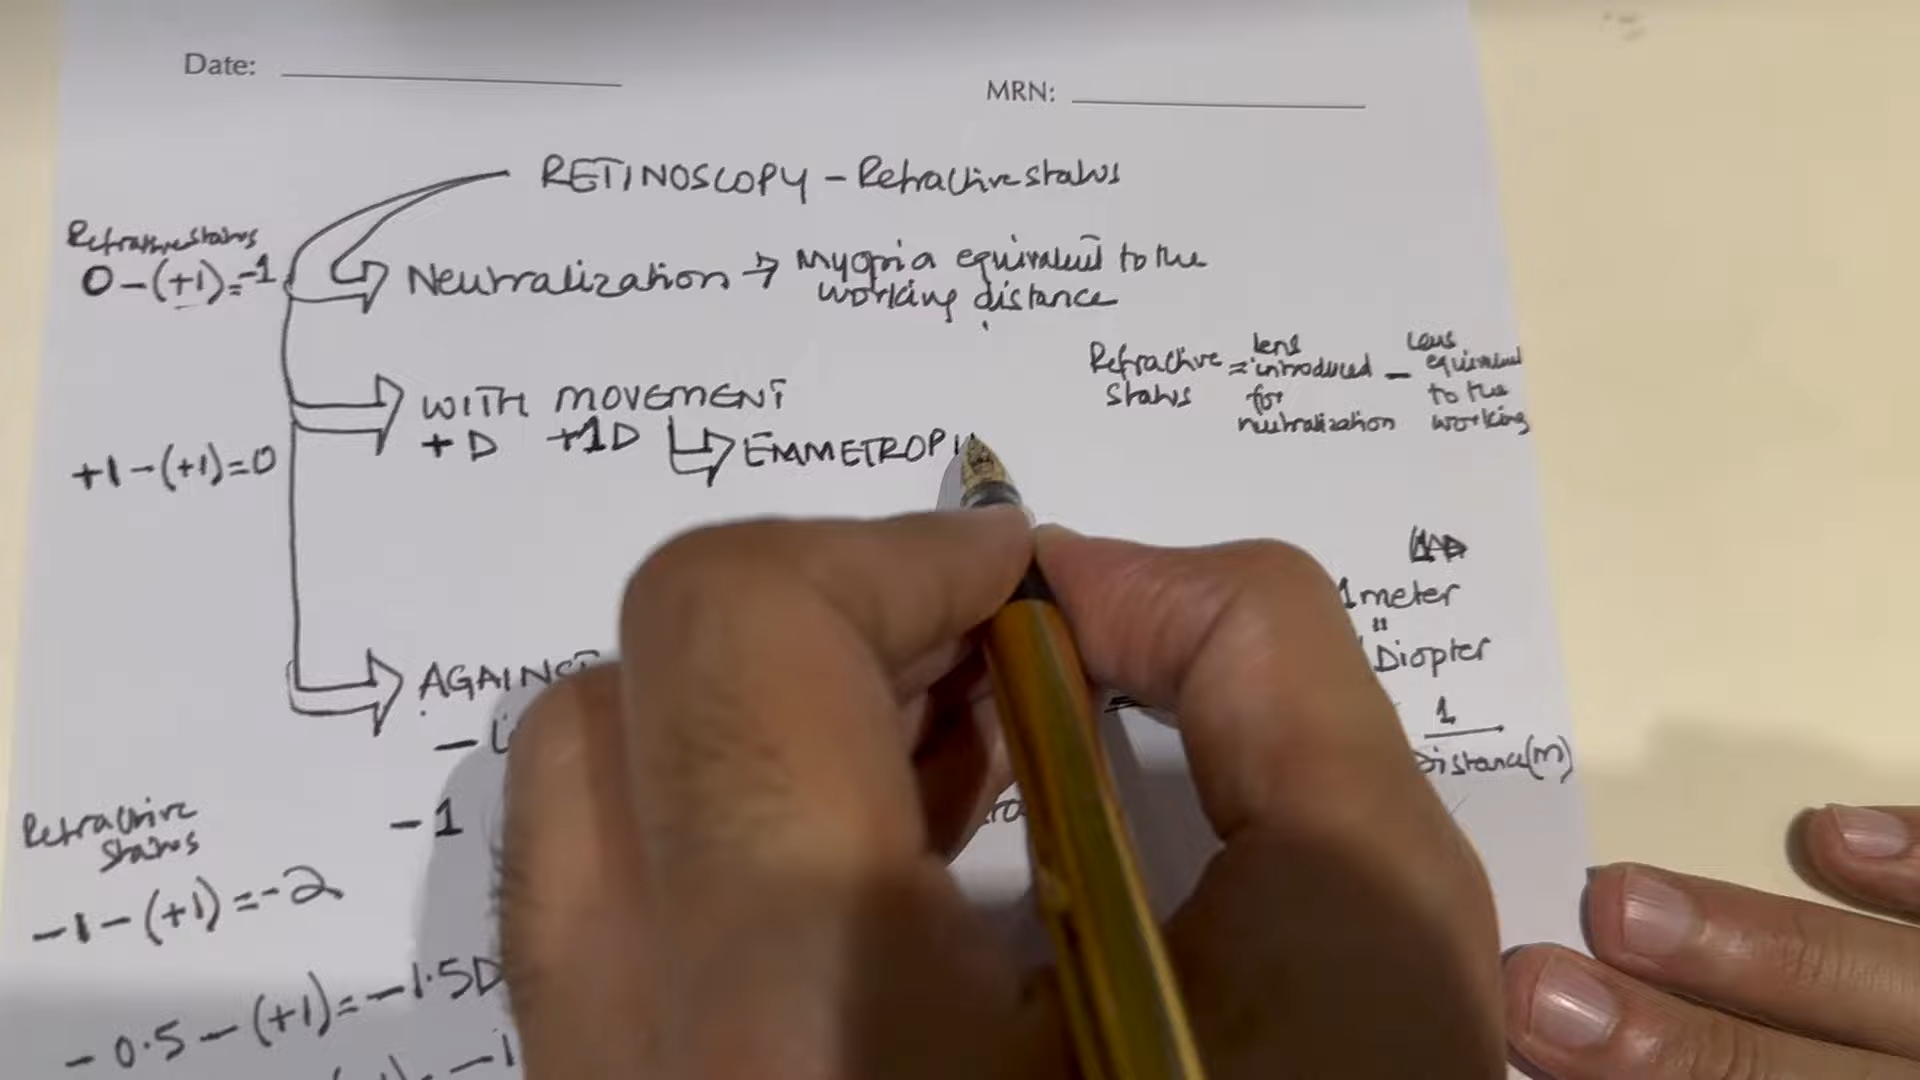 Date:
MRN:
RETINOSCOPY - Refractive status
Refractive status
0-(+1)=-1
Neutralization → Myopia equivalent to the
working distance
Refractive status = lens introduced for neutralization - Lens equivalent to the working
WITH MOVEMENT
+D +1D
EMMETROPI
+1-(+1)=0
1 meter
"
Diopter
1
Distance(m)
AGAINST
-1
Refractive
status
-1-(+1)=-2
-0.5-(+1)=-1.5D